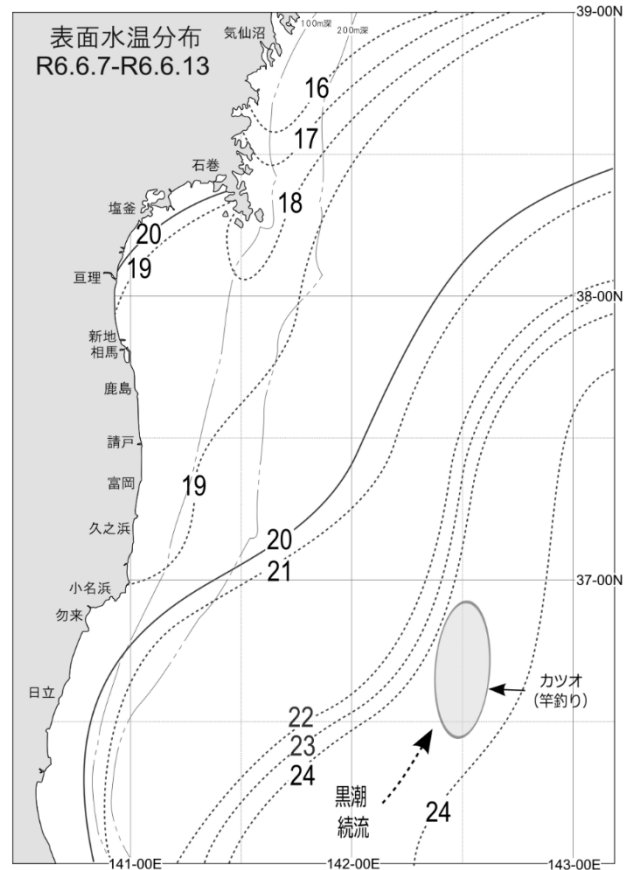 表面水温分布
R6.6.7-R6.6.13
気仙沼
100m深
200m深
39-00N
16
17
石巻
18
塩釜
20
19
亘理
38-00N
新地
相馬
鹿島
請戸
19
富岡
久之浜
20
21
小名浜
37-00N
勿来
カツオ
(竿釣り)
日立
22
23
24
黒潮
続流
24
141-00E
142-00E
143-00E